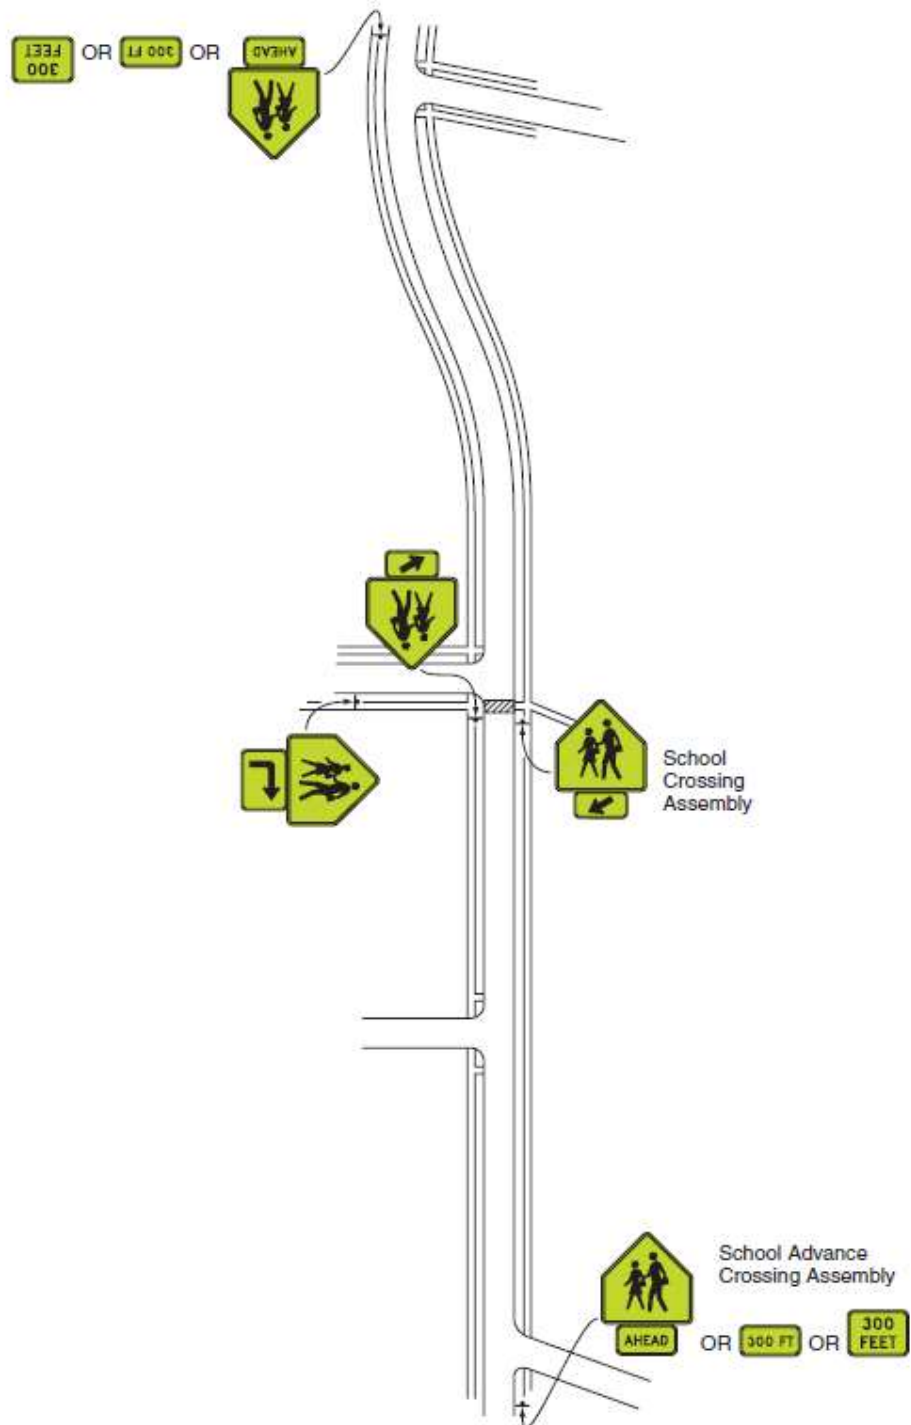 300
FEET
OR
300 FT
OR
AHEAD
School
Crossing
Assembly
School Advance
Crossing Assembly
AHEAD
OR
300 FT
OR
300
FEET